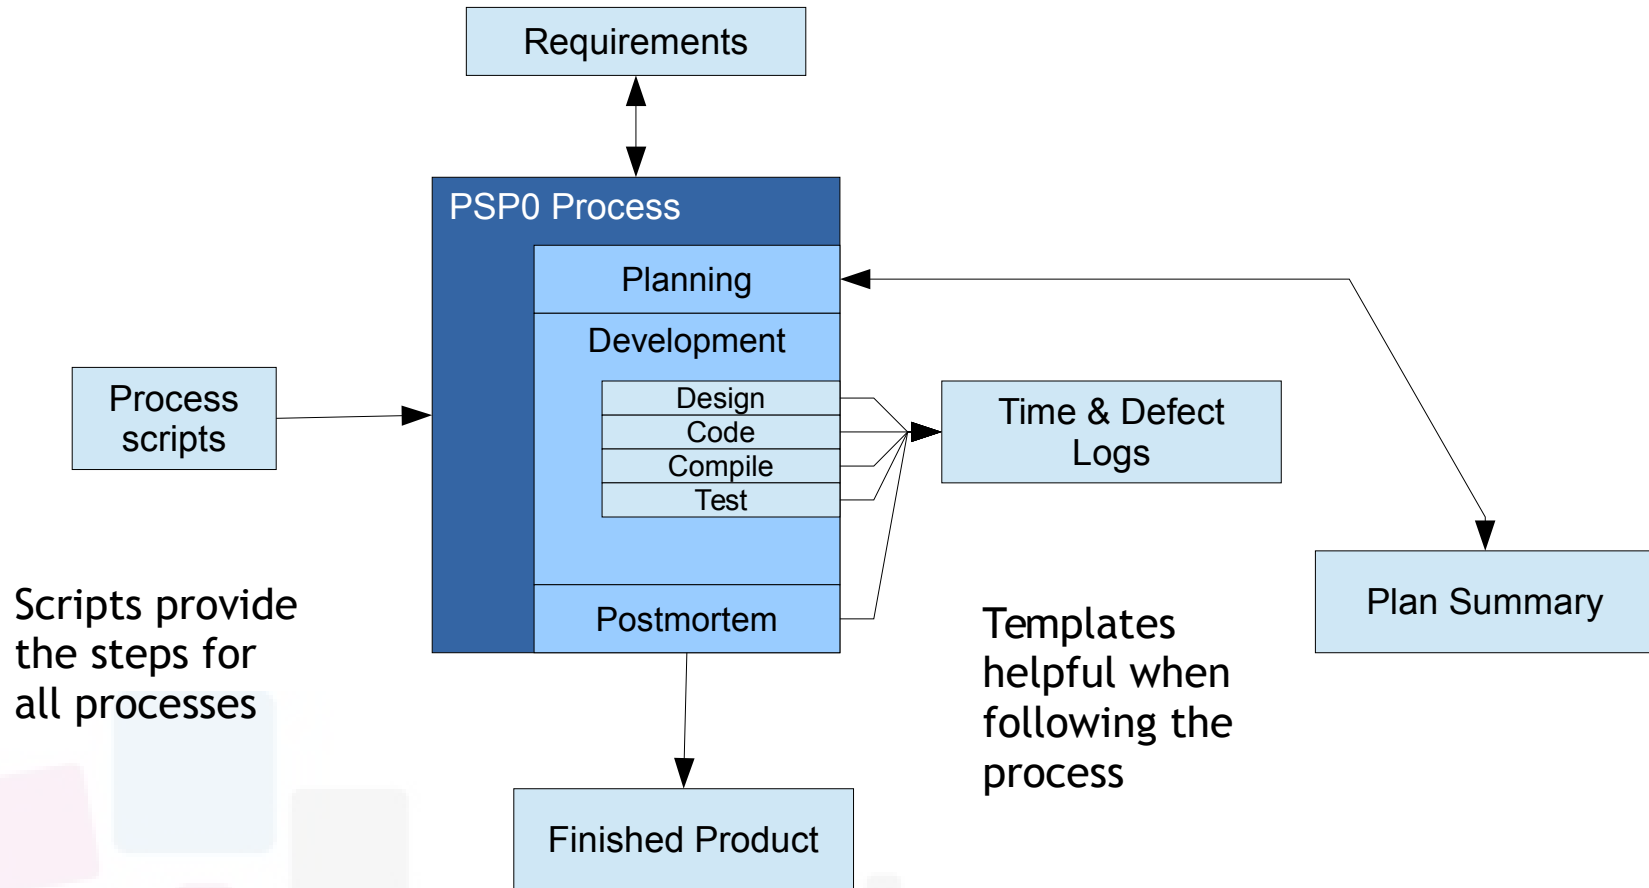 Requirements
PSP0 Process
Planning
Development
Design
Code
Compile
Test
Postmortem
Process
scripts
Time & Defect
Logs
Plan Summary
Scripts provide
the steps for
all processes
Templates
helpful when
following the
process
Finished Product